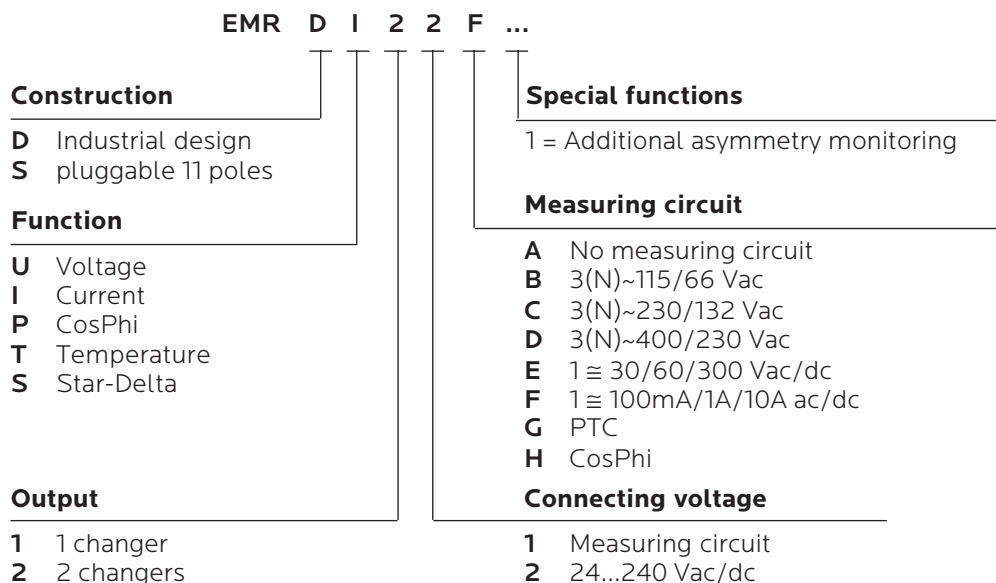 EMR D I 2 2 F ...
Construction
D Industrial design
S pluggable 11 poles
Function
U Voltage
I Current
P CosPhi
T Temperature
S Star-Delta
Output
1 1 changer
2 2 changers
Special functions
1 = Additional asymmetry monitoring
Measuring circuit
A No measuring circuit
B 3(N)~115/66 Vac
C 3(N)~230/132 Vac
D 3(N)~400/230 Vac
E 1 ≅ 30/60/300 Vac/dc
F 1 ≅ 100mA/1A/10A ac/dc
G PTC
H CosPhi
Connecting voltage
1 Measuring circuit
2 24...240 Vac/dc